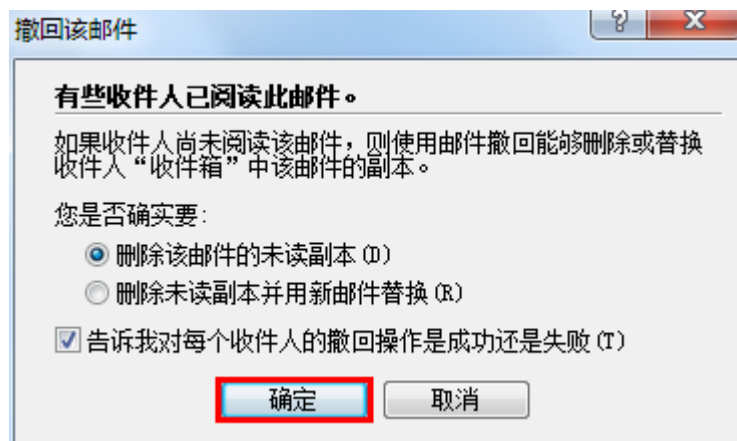 撤回该邮件
有些收件人已阅读此邮件。
如果收件人尚未阅读该邮件，则使用邮件撤回能够删除或替换
收件人“收件箱”中该邮件的副本。
您是否确实要:
删除该邮件的未读副本(D)
删除未读副本并用新邮件替换(R)
告诉我对每个收件人的撤回操作是成功还是失败(T)
确定 取消